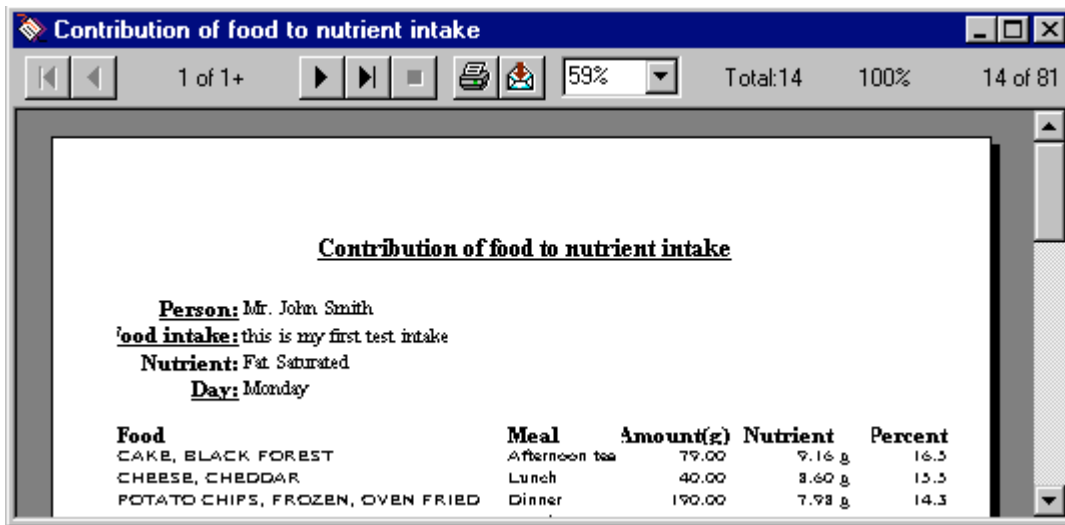 Contribution of food to nutrient intake
1 of 1+ 59% Total:14 100% 14 of 81
Contribution of food to nutrient intake
Person: Mr. John Smith
Food intake: this is my first test intake
Nutrient: Fat Saturated
Day: Monday
Food Meal Amount(g) Nutrient Percent
CAKE, BLACK FOREST Afternoon tea 79.00 9.16 g 16.5
CHEESE, CHEDDAR Lunch 40.00 8.60 g 15.5
POTATO CHIPS, FROZEN, OVEN FRIED Dinner 190.00 7.98 g 14.3